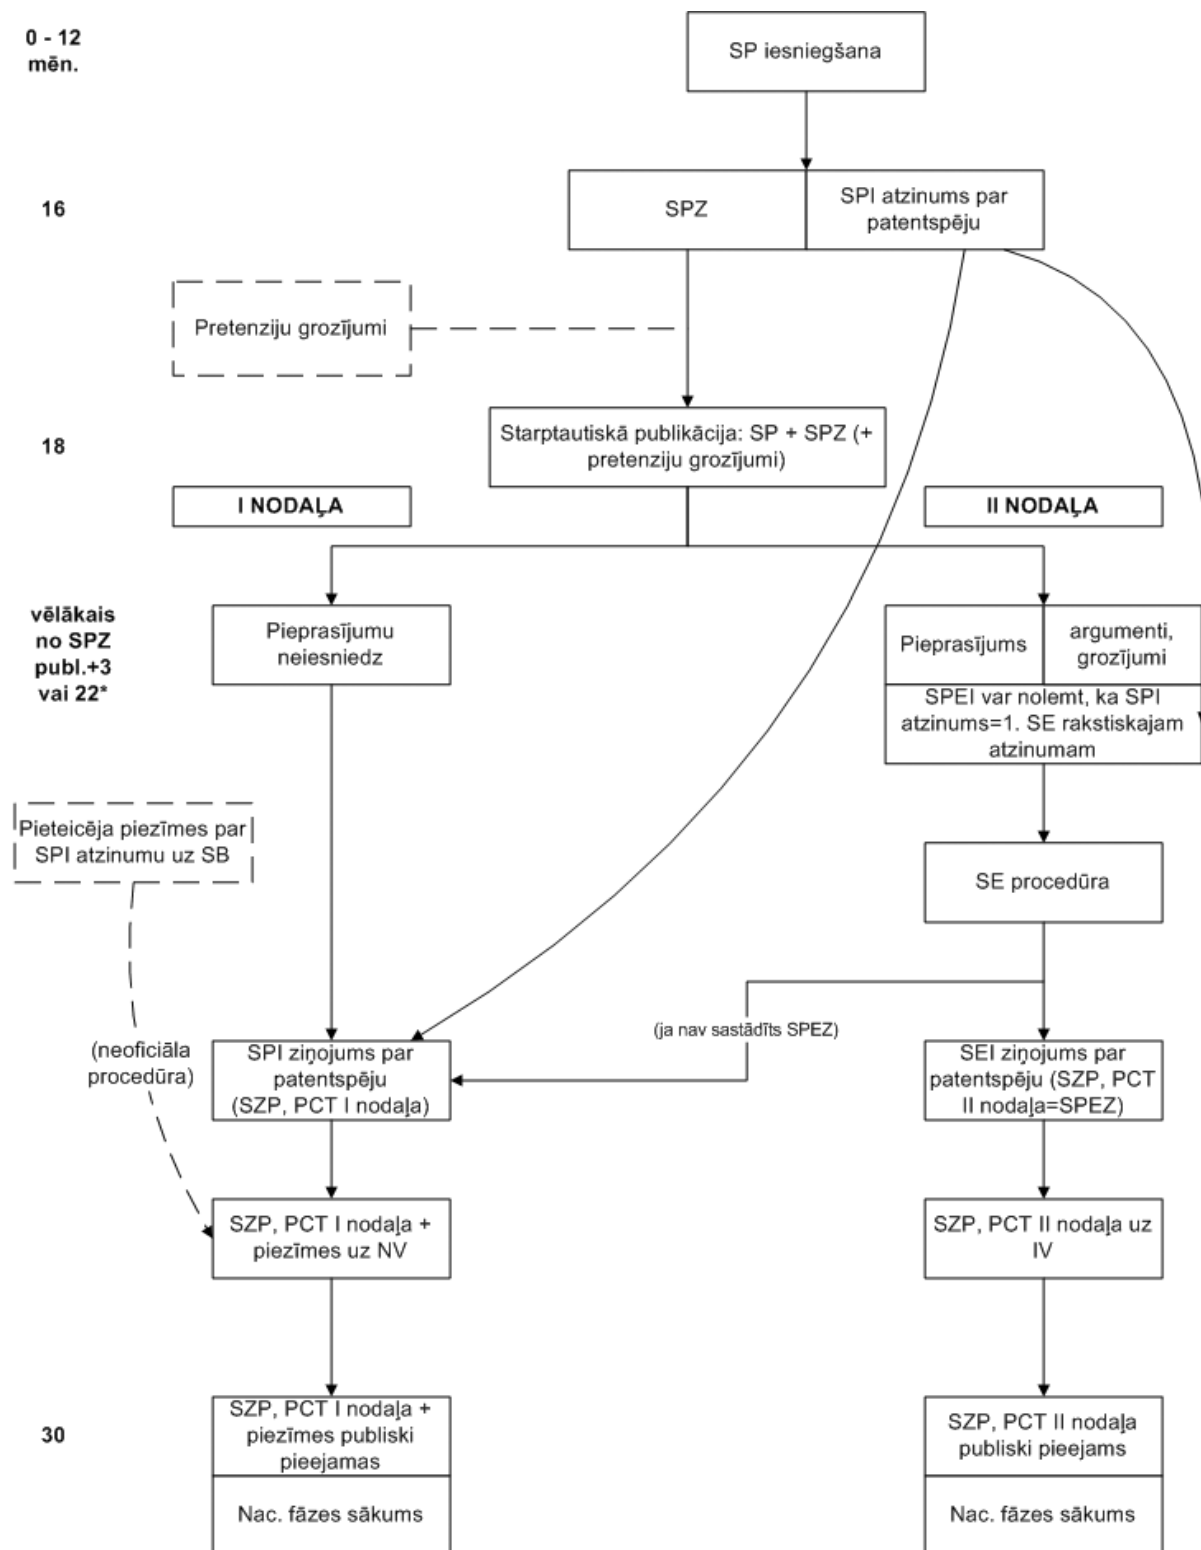 0 - 12
mēn.
SP iesniegšana
16
SPZ
SPI atzinums par
patentspēju
Pretenziju grozījumi
18
Starptautiskā publikācija: SP + SPZ (+
pretenziju grozījumi)
I NODAĻA
II NODAĻA
vēlākais
no SPZ
publ.+3
vai 22*
Pieprasījumu
neiesniedz
Pieprasījums
argumenti,
grozījumi
SPEI var nolemt, ka SPI
atzinums=1. SE rakstiskajam
atzinumam
Pieteicēja piezīmes par
SPI atzinumu uz SB
SE procedūra
(ja nav sastādīts SPEZ)
(neoficiāla
procedūra)
SPI ziņojums par
patentspēju
(SZP, PCT I nodaļa)
SEI ziņojums par
patentspēju (SZP, PCT
II nodaļa=SPEZ)
SZP, PCT I nodaļa +
piezīmes uz NV
SZP, PCT II nodaļa uz
IV
30
SZP, PCT I nodaļa +
piezīmes publiski
pieejamas
SZP, PCT II nodaļa
publiski pieejams
Nac. fāzes sākums
Nac. fāzes sākums